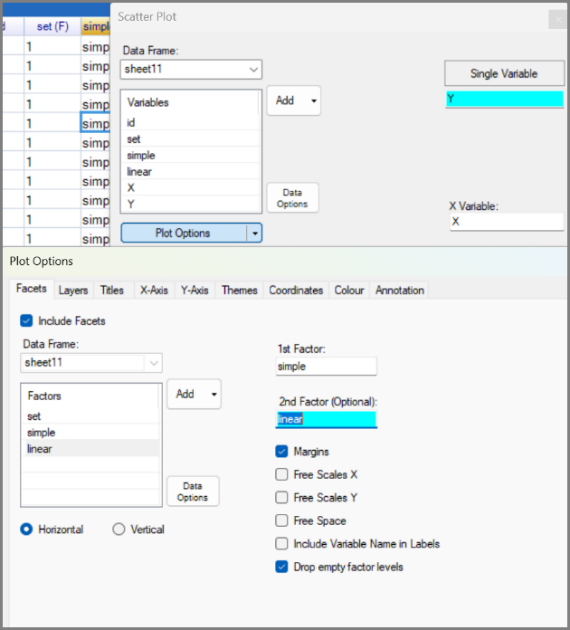 set (F)
simpl
Scatter Plot
1
simp
1
simp
1
simp
1
simp
1
simp
1
simp
1
simp
1
simp
1
simp
1
simp
1
simp
Data Frame:
sheet11
Variables
id
set
simple
linear
X
Y
Add
Data
Options
Plot Options
Single Variable
Y
X Variable:
X
Plot Options
Facets Layers Titles X-Axis Y-Axis Themes Coordinates Colour Annotation
Include Facets
Data Frame:
sheet11
Factors
set
simple
linear
Add
Data
Options
Horizontal Vertical
1st Factor:
simple
2nd Factor (Optional):
linear
Margins
Free Scales X
Free Scales Y
Free Space
Include Variable Name in Labels
Drop empty factor levels